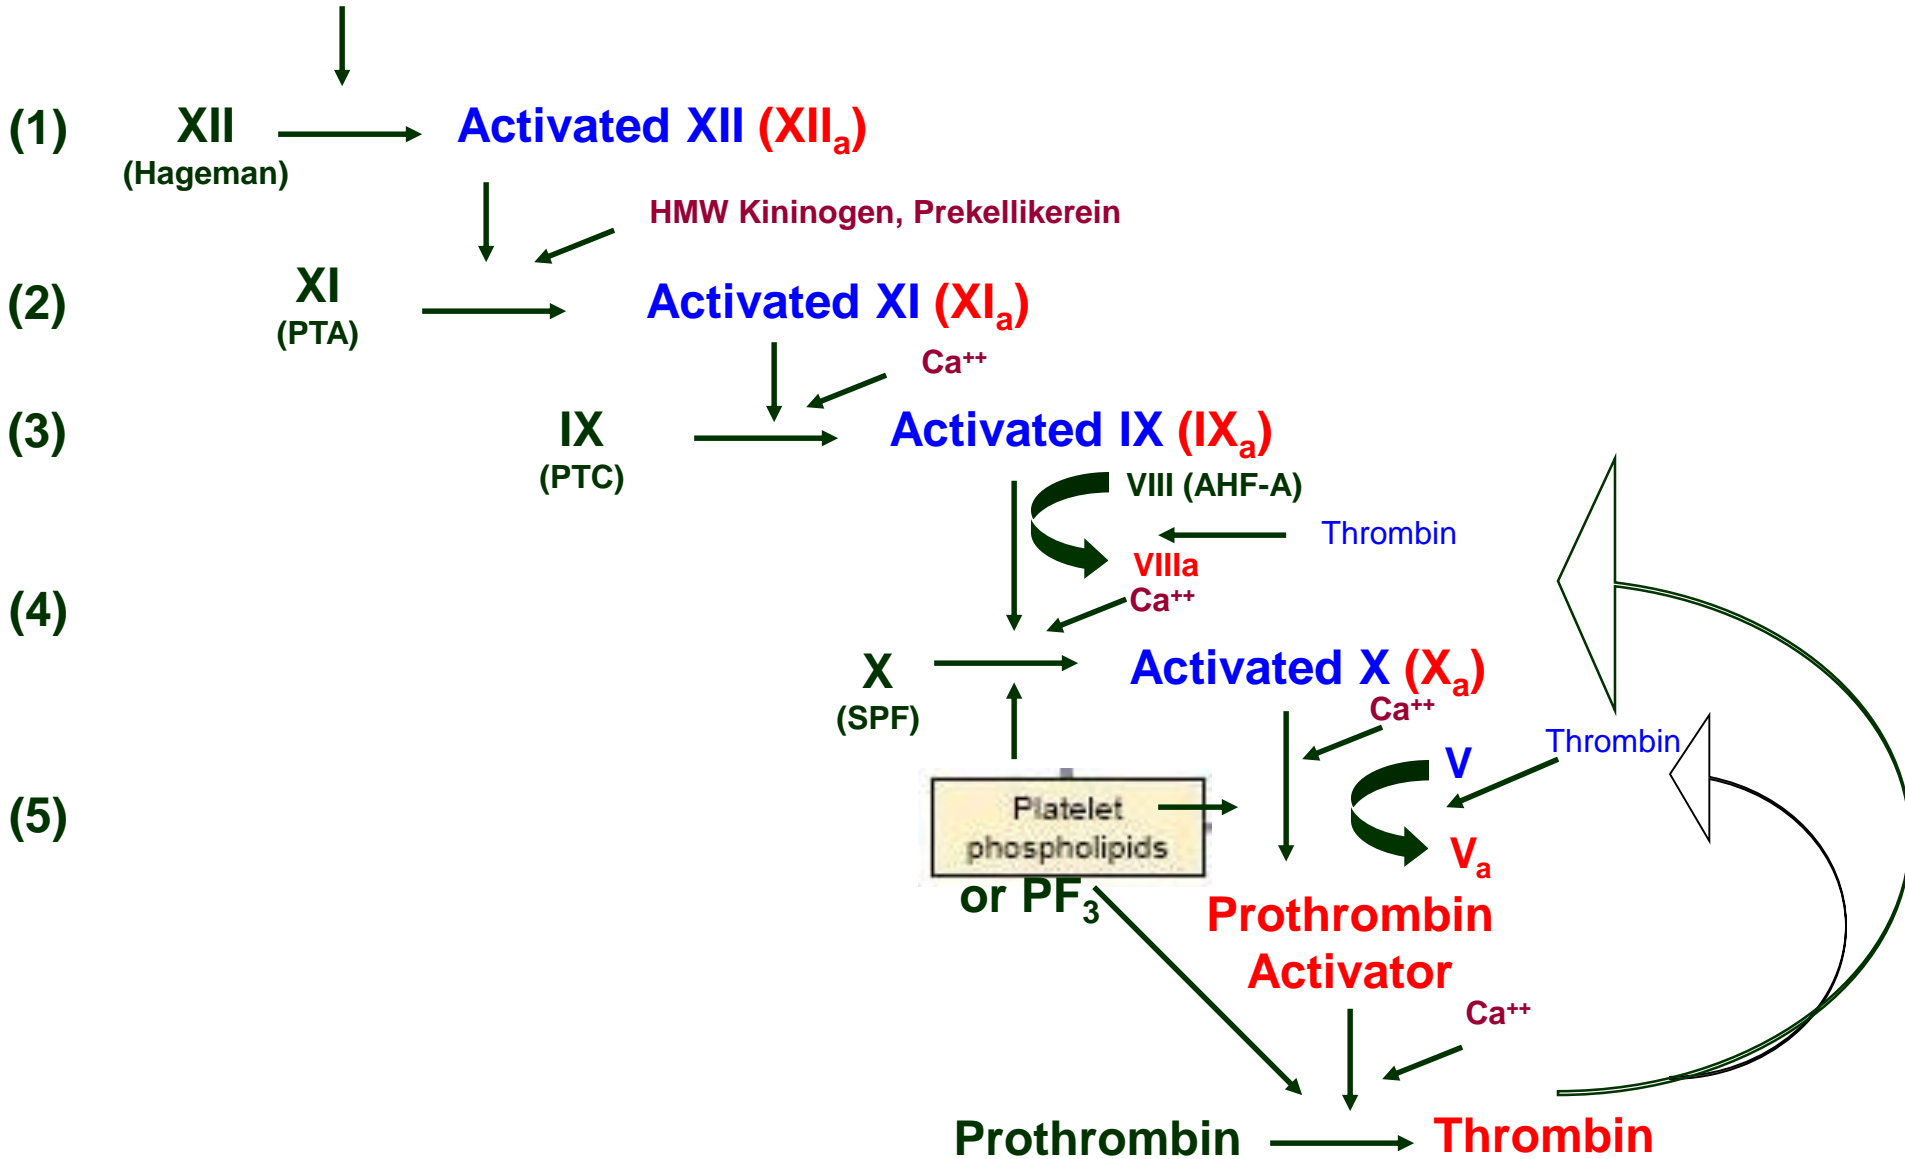 (1) XII Activated XII (XIIa)
(Hageman)
HMW Kininogen, Prekellikerein
(2) XI Activated XI (XIa)
(PTA)
Ca++
(3) IX Activated IX (IXa)
(PTC)
VIII (AHF-A)
Thrombin
VIIIa
Ca++
(4)
X Activated X (Xa)
(SPF)
Ca++
Thrombin
V
(5)
Platelet
phospholipids
Va
or PF3
Prothrombin
Activator
Ca++
Prothrombin Thrombin